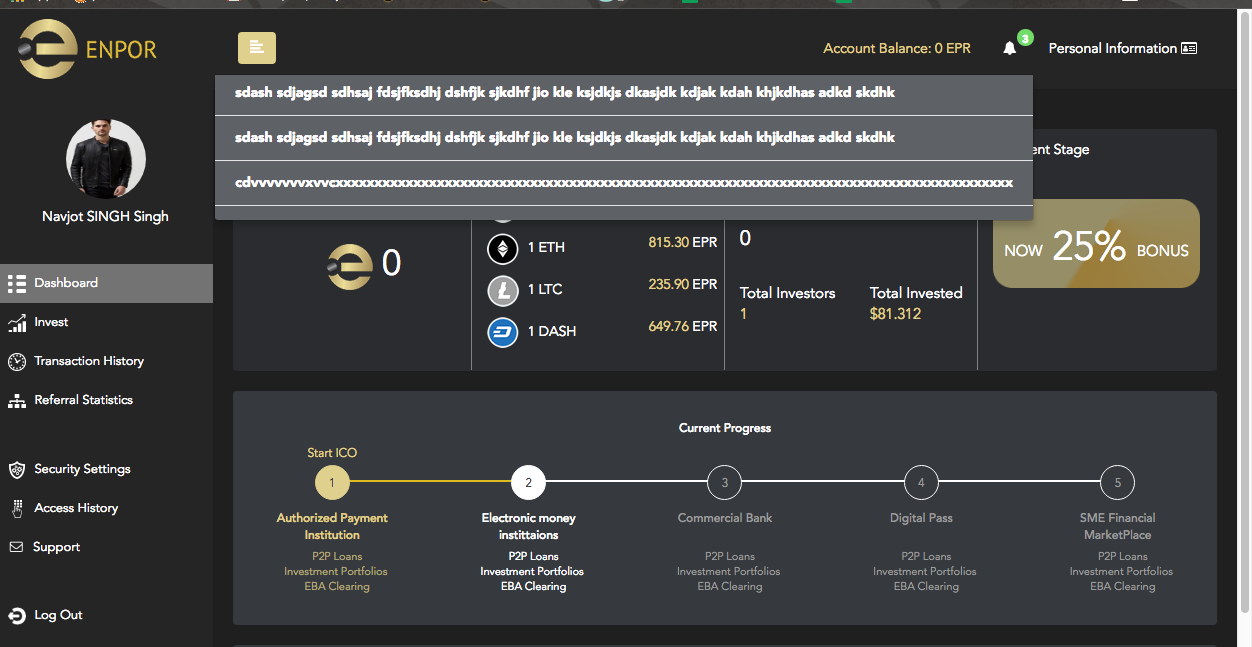 ENPOR
Account Balance: 0 EPR
3
Personal Information
sdash sdjagsd sdhsaj fdsjfksdhj dshfjk sjkdhf jio kle ksjdkjs dkasjdk kdjak kdah khjkdhas adkd skdhk
sdash sdjagsd sdhsaj fdsjfksdhj dshfjk sjkdhf jio kle ksjdkjs dkasjdk kdjak kdah khjkdhas adkd skdhk
Navjot SINGH Singh
Dashboard
Invest
Transaction History
Referral Statistics
Security Settings
Access History
Support
Log Out
0
1 ETH 815.30 EPR
1 LTC 235.90 EPR
1 DASH 649.76 EPR
0
Total Investors
1
Total Invested
$81.312
ent Stage
NOW 25% BONUS
Current Progress
Start ICO
1
Authorized Payment
Institution
P2P Loans
Investment Portfolios
EBA Clearing
2
Electronic money
instittaions
P2P Loans
Investment Portfolios
EBA Clearing
3
Commercial Bank
P2P Loans
Investment Portfolios
EBA Clearing
4
Digital Pass
P2P Loans
Investment Portfolios
EBA Clearing
5
SME Financial
MarketPlace
P2P Loans
Investment Portfolios
EBA Clearing